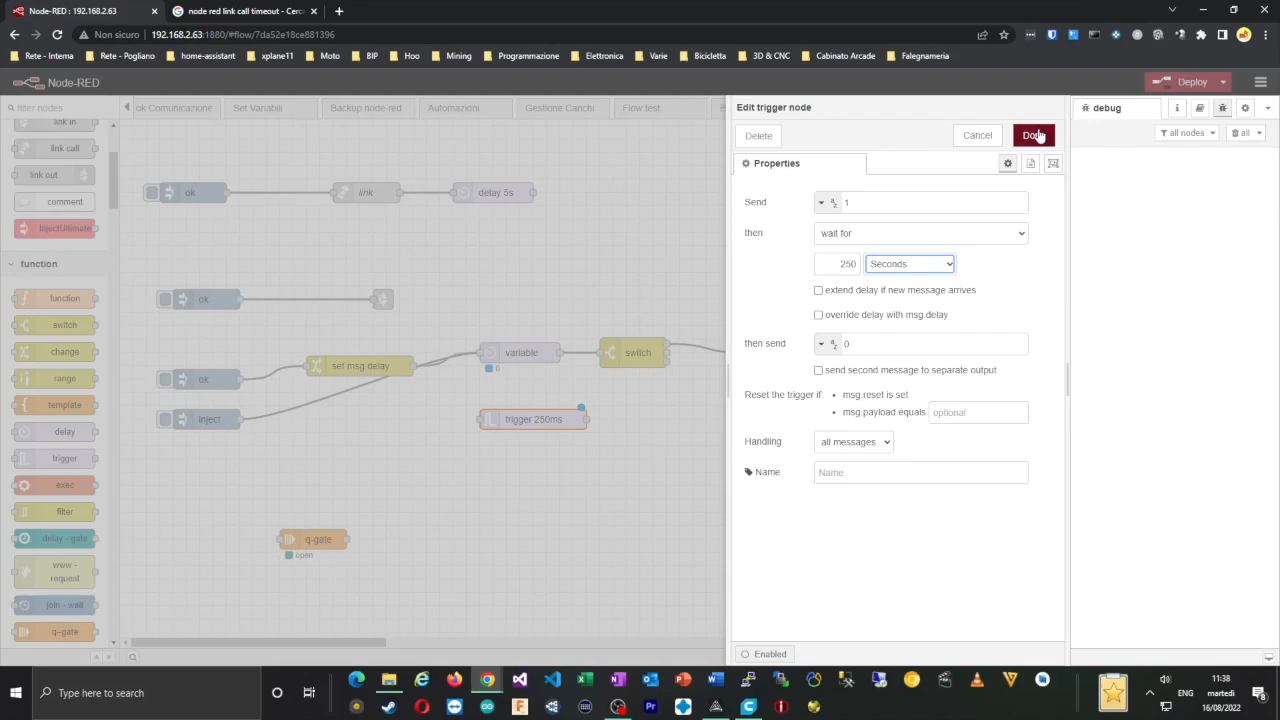 Node-RED : 192.168.2.63
node red link call timeout - Cerc
Non sicuro
192.168.2.63:1880/#flow/7da52e18ce881396
Rete - Interna
Rete - Pogliano
home-assistant
xplane11
Moto
BIP
Hoo
Mining
Programmazione
Elettronica
Varie
Bicicletta
3D & CNC
Cabinato Arcade
Falegnameria
Node-RED
Deploy
filter nodes
ok Comunicazione
Set Variabili
Backup node-red
Automazioni
Gestione Carichi
Flow test
Edit trigger node
debug
Delete
Cancel
all nodes
all
Properties
link in
link call
link out
comment
injectUltimate
function
function
switch
change
range
template
delay
trigger
exec
filter
delay - gate
www - request
join - wait
q-gate
ok
link
delay 5s
ok
ok
set msg.delay
variable
0
switch
inject
trigger 250ms
q-gate
open
Send
1
then
wait for
250
Seconds
extend delay if new message arrives
override delay with msg.delay
then send
0
send second message to separate output
Reset the trigger if:
• msg.reset is set
• msg.payload equals
optional
Handling
all messages
Name
Name
Enabled
Type here to search
ENG
11:38
martedì
16/08/2022
8